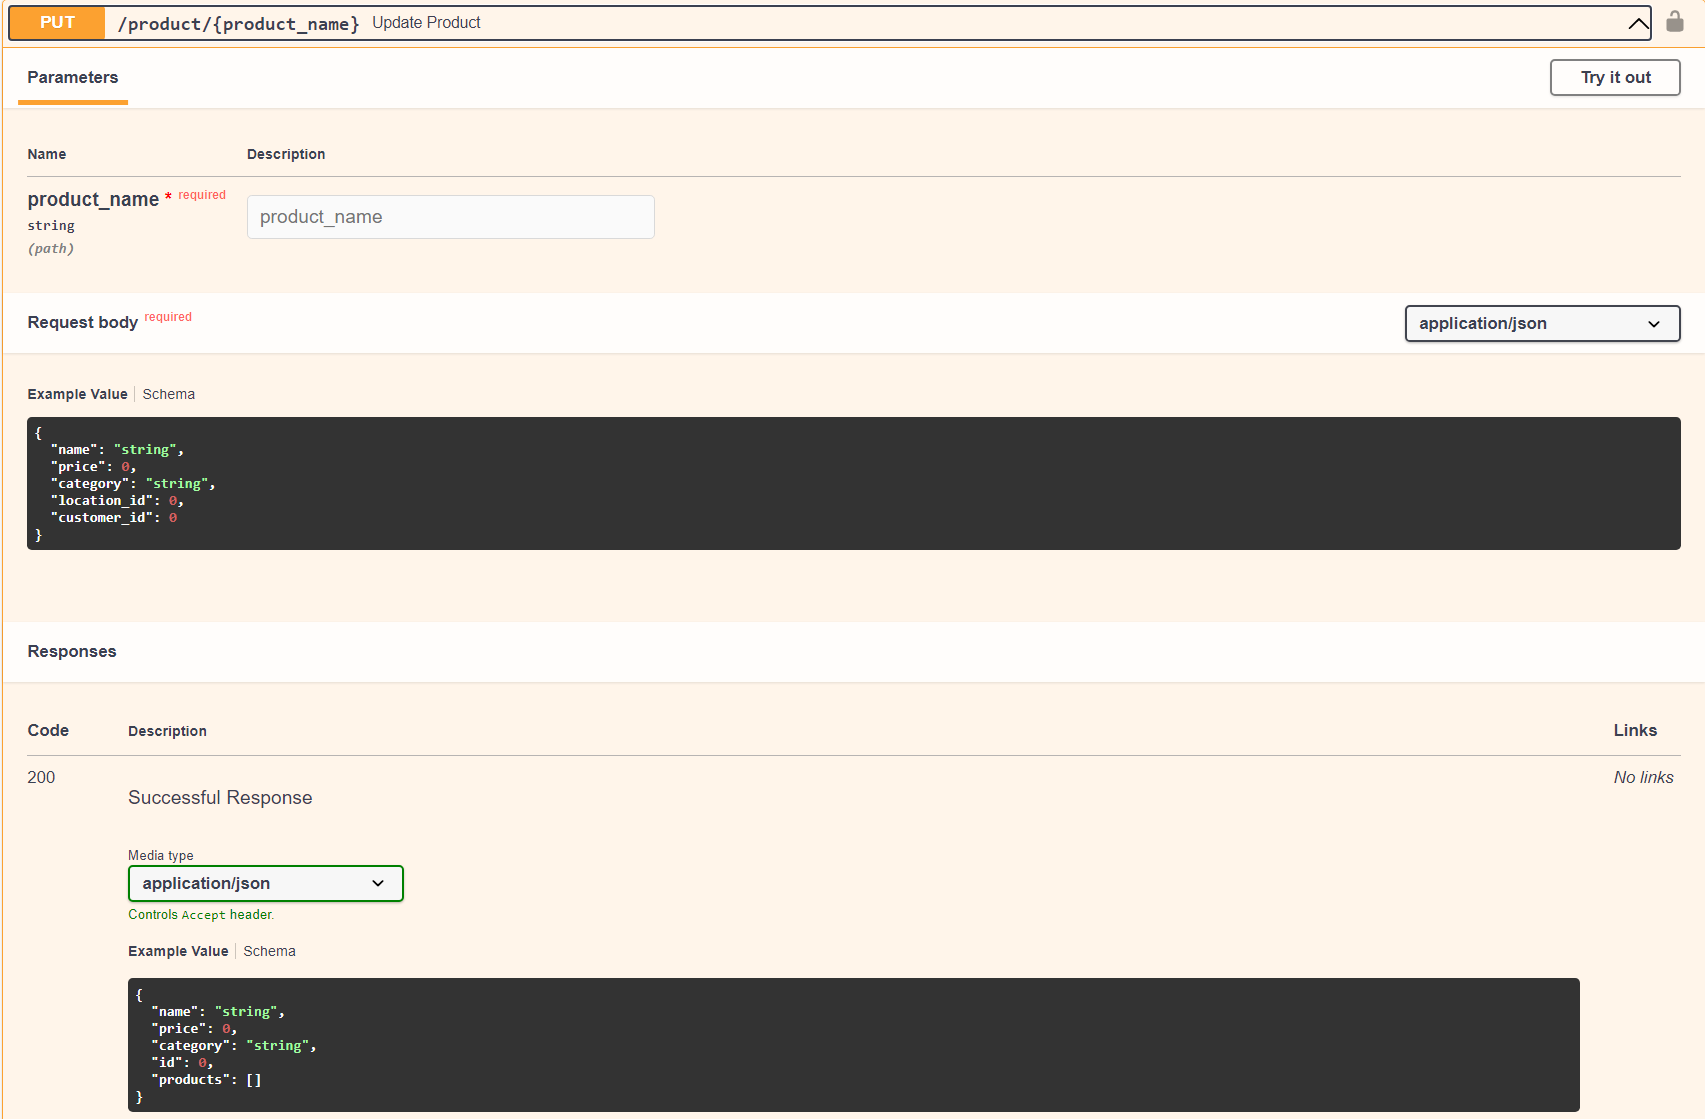 PUT /product/{product_name} Update Product
Parameters
Try it out
Name Description
product_name * required
string
(path)
product_name
Request body required
application/json
Example Value Schema
{
  "name": "string",
  "price": 0,
  "category": "string",
  "location_id": 0,
  "customer_id": 0
}
Responses
Code Description Links
200
Successful Response
No links
Media type
application/json
Controls Accept header.
Example Value Schema
{
  "name": "string",
  "price": 0,
  "category": "string",
  "id": 0,
  "products": []
}